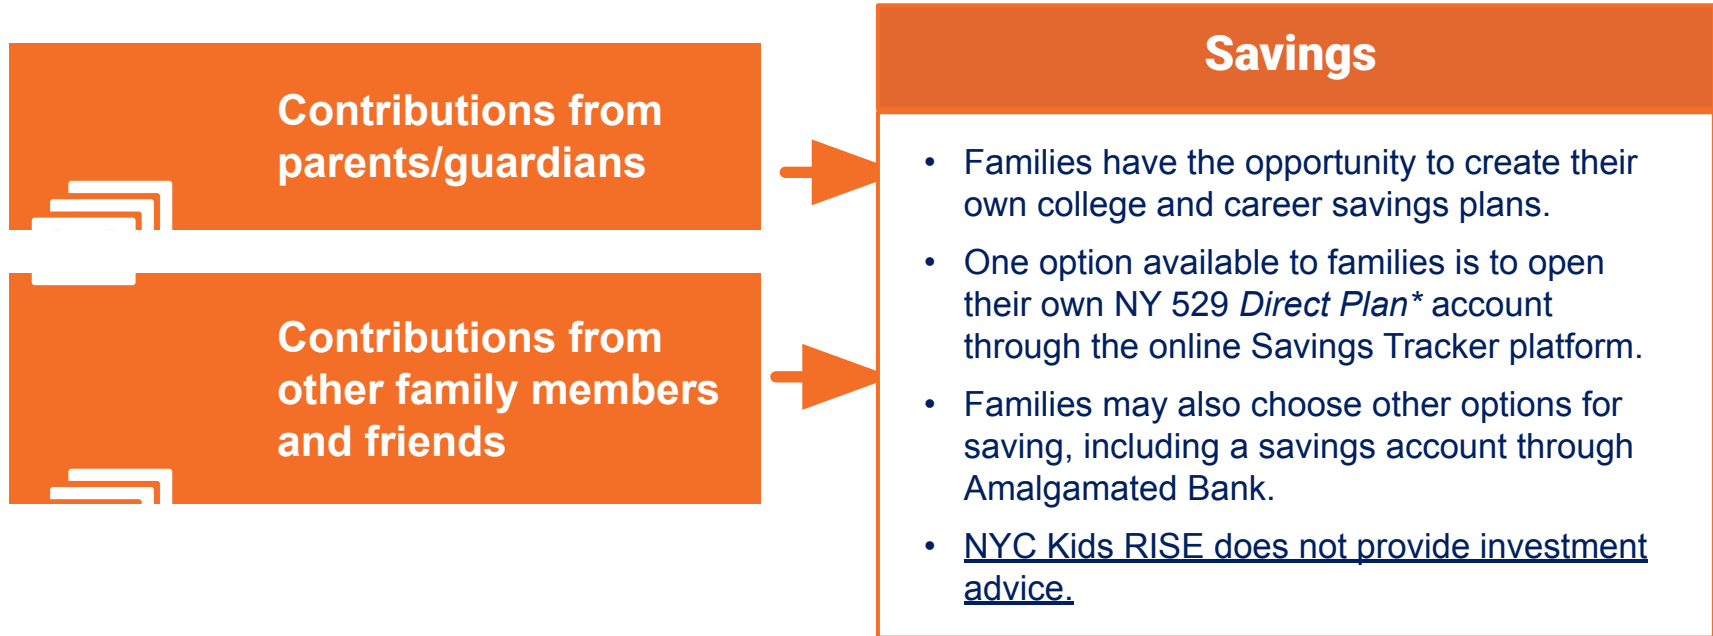 Contributions from
parents/guardians
Contributions from
other family members
and friends
Savings
• Families have the opportunity to create their
own college and career savings plans.
• One option available to families is to open
their own NY 529 Direct Plan* account
through the online Savings Tracker platform.
• Families may also choose other options for
saving, including a savings account through
Amalgamated Bank.
• NYC Kids RISE does not provide investment
advice.